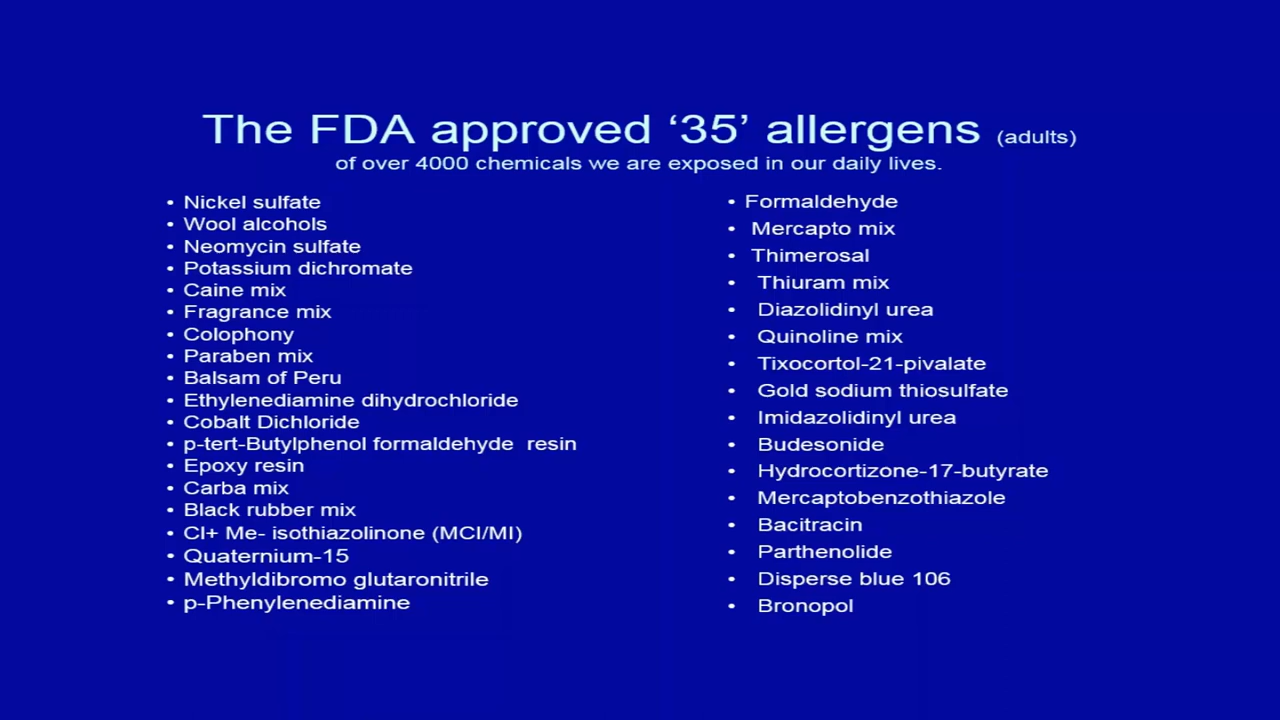 The FDA approved ‘35’ allergens (adults)
of over 4000 chemicals we are exposed in our daily lives.
• Nickel sulfate
• Wool alcohols
• Neomycin sulfate
• Potassium dichromate
• Caine mix
• Fragrance mix
• Colophony
• Paraben mix
• Balsam of Peru
• Ethylenediamine dihydrochloride
• Cobalt Dichloride
• p-tert-Butylphenol formaldehyde resin
• Epoxy resin
• Carba mix
• Black rubber mix
• Cl+ Me- isothiazolinone (MCI/MI)
• Quaternium-15
• Methyldibromo glutaronitrile
• p-Phenylenediamine
• Formaldehyde
• Mercapto mix
• Thimerosal
• Thiuram mix
• Diazolidinyl urea
• Quinoline mix
• Tixocortol-21-pivalate
• Gold sodium thiosulfate
• Imidazolidinyl urea
• Budesonide
• Hydrocortizone-17-butyrate
• Mercaptobenzothiazole
• Bacitracin
• Parthenolide
• Disperse blue 106
• Bronopol